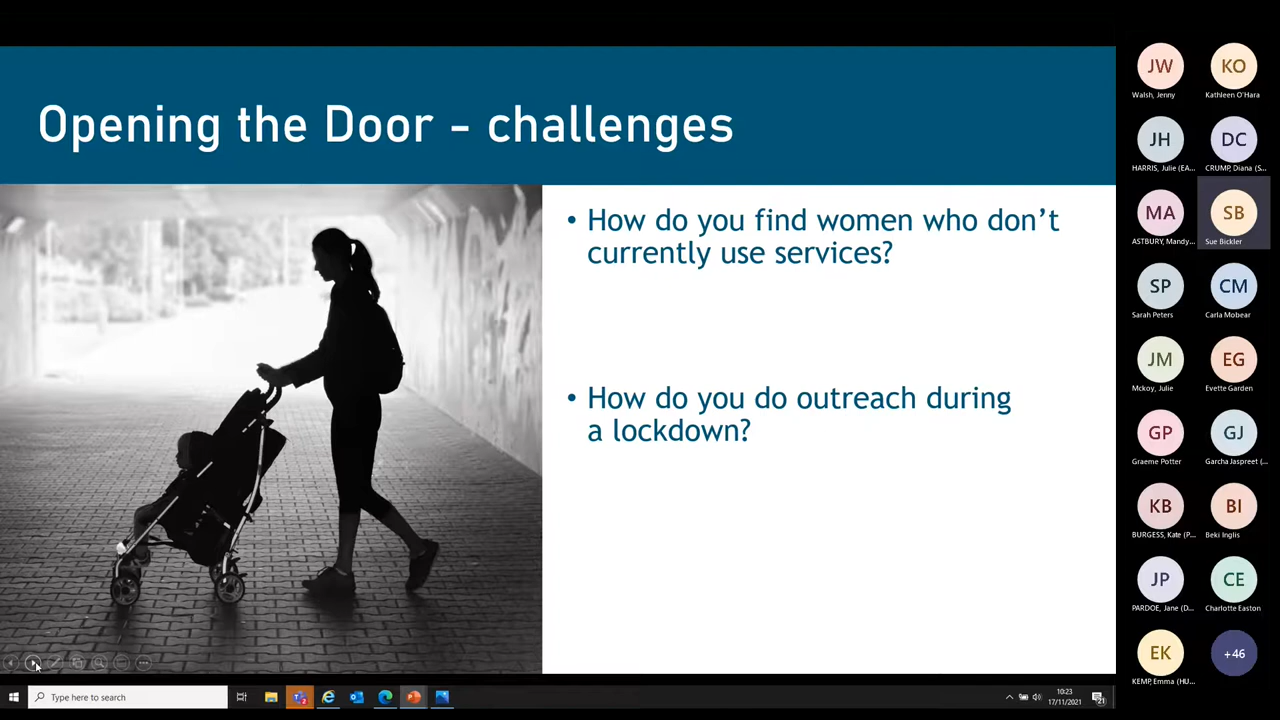 Opening the Door - challenges
• How do you find women who don't
currently use services?
• How do you do outreach during
a lockdown?
JW
Walsh, Jenny
KO
Kathleen O'Hara
JH
HARRIS, Julie (EA...
DC
CRUMP, Diana (S...
MA
ASTBURY, Mandy...
SB
Sue Bickler
SP
Sarah Peters
CM
Carla Mobear
JM
Mckoy, Julie
EG
Evette Garden
GP
Graeme Potter
GJ
Garcha Jaspreet (...
KB
BURGESS, Kate (P...
BI
Beki Inglis
JP
PARDOE, Jane (D...
CE
Charlotte Easton
EK
KEMP, Emma (HU...
+46
Type here to search
10:23
17/11/2021
21